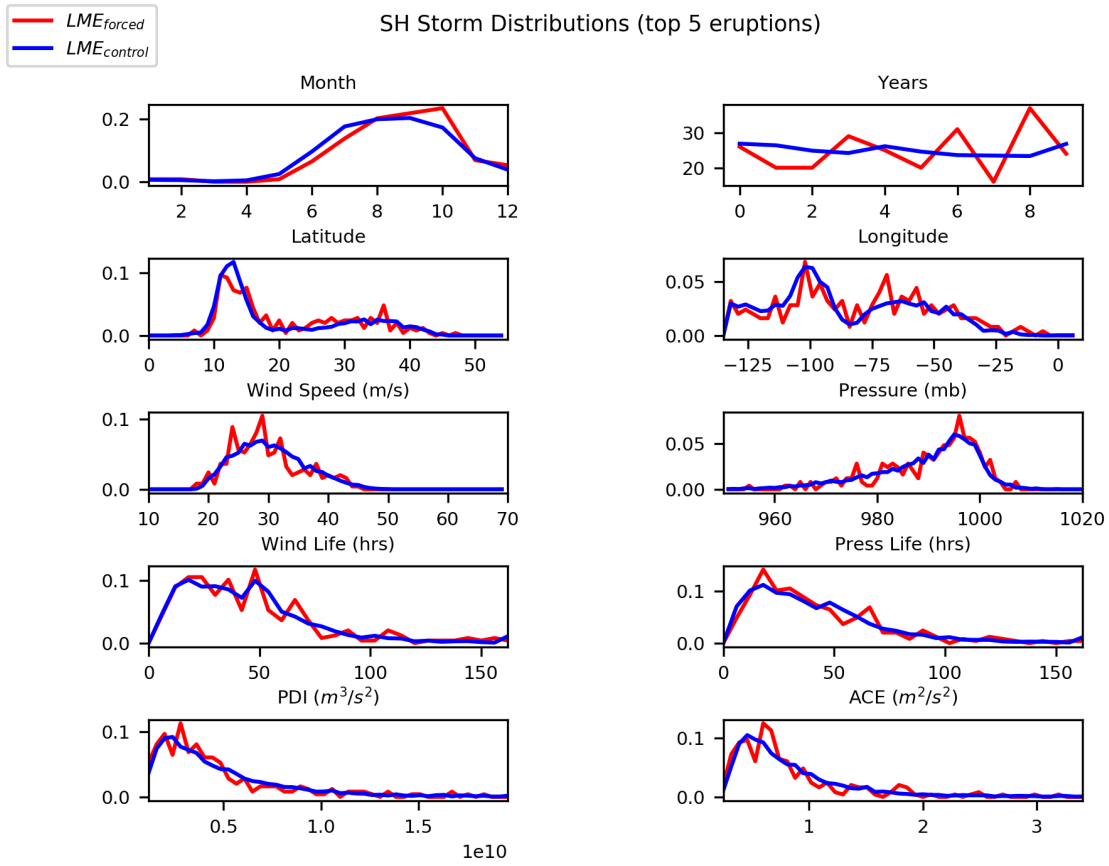 LME_forced
LME_control
SH Storm Distributions (top 5 eruptions)
Month
Years
0.2
0.0
2 4 6 8 10 12
30
20
0 2 4 6 8
Latitude
Longitude
0.1
0.0
0 10 20 30 40 50
0.05
0.00
−125 −100 −75 −50 −25 0
Wind Speed (m/s)
Pressure (mb)
0.1
0.0
10 20 30 40 50 60 70
0.05
0.00
960 980 1000 1020
Wind Life (hrs)
Press Life (hrs)
0.1
0.0
0 50 100 150
0.1
0.0
0 50 100 150
PDI (m³/s²)
ACE (m²/s²)
0.1
0.0
0.5 1.0 1.5
1e10
0.1
0.0
1 2 3